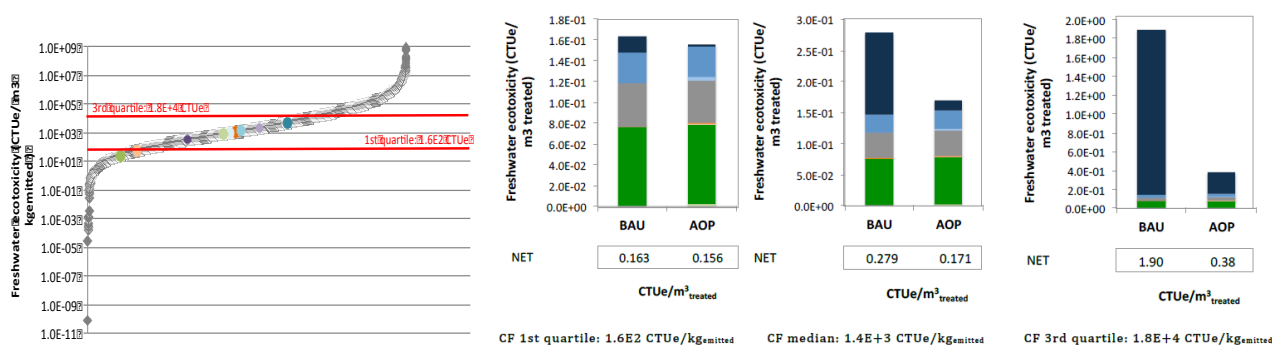 Freshwater ecotoxicity (CTUe/m3
kgemitted)
1.0E+09
1.0E+07
1.0E+05
1.0E+03
1.0E+01
1.0E-01
1.0E-03
1.0E-05
1.0E-07
1.0E-09
1.0E-11
3rd quartile: 1.8E+4 CTUe
1st quartile: 1.6E2 CTUe
Freshwater ecotoxicity (CTUe/
m3 treated)
1.8E-01
1.6E-01
1.4E-01
1.2E-01
1.0E-01
8.0E-02
6.0E-02
4.0E-02
2.0E-02
0.0E+00
BAU AOP
NET 0.163 0.156
CTUe/m³treated
CF 1st quartile: 1.6E2 CTUe/kgemitted
Freshwater ecotoxicity (CTUe/
m3 treated)
3.0E-01
2.5E-01
2.0E-01
1.5E-01
1.0E-01
5.0E-02
0.0E+00
BAU AOP
NET 0.279 0.171
CTUe/m³treated
CF median: 1.4E+3 CTUe/kgemitted
Freshwater ecotoxicity (CTUe/
m3 treated)
2.0E+00
1.8E+00
1.6E+00
1.4E+00
1.2E+00
1.0E+00
8.0E-01
6.0E-01
4.0E-01
2.0E-01
0.0E+00
BAU AOP
NET 1.90 0.38
CTUe/m³treated
CF 3rd quartile: 1.8E+4 CTUe/kgemitted